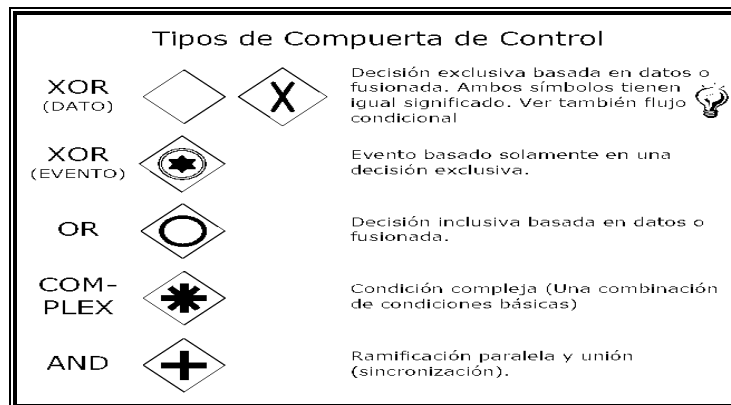 Tipos de Compuerta de Control
XOR
(DATO)
X
Decisión exclusiva basada en datos o
fusionada. Ambos símbolos tienen
igual significado. Ver también flujo
condicional
XOR
(EVENTO)
Evento basado solamente en una
decisión exclusiva.
OR
Decisión inclusiva basada en datos o
fusionada.
COM-
PLEX
Condición compleja (Una combinación
de condiciones básicas)
AND
Ramificación paralela y unión
(sincronización).